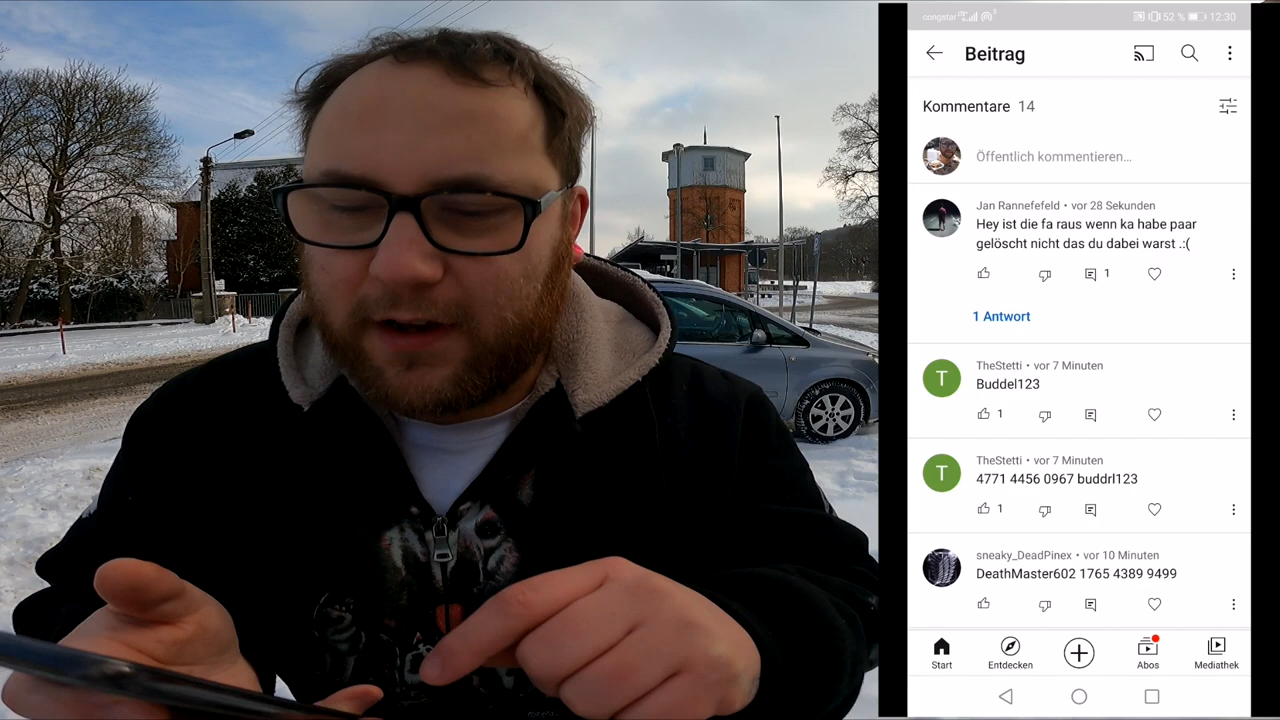 congstar 52 % 12:30
Beitrag
Kommentare 14
Öffentlich kommentieren...
Jan Rannefeld • vor 28 Sekunden
Hey ist die fa raus wenn ka habe paar
gelöscht nicht das du dabei warst .:(
1
1 Antwort
T
TheStetti • vor 7 Minuten
Buddel123
1
T
TheStetti • vor 7 Minuten
4771 4456 0967 buddrl123
1
sneaky_DeadPinex • vor 10 Minuten
DeathMaster602 1765 4389 9499
Start Entdecken Abos Mediathek